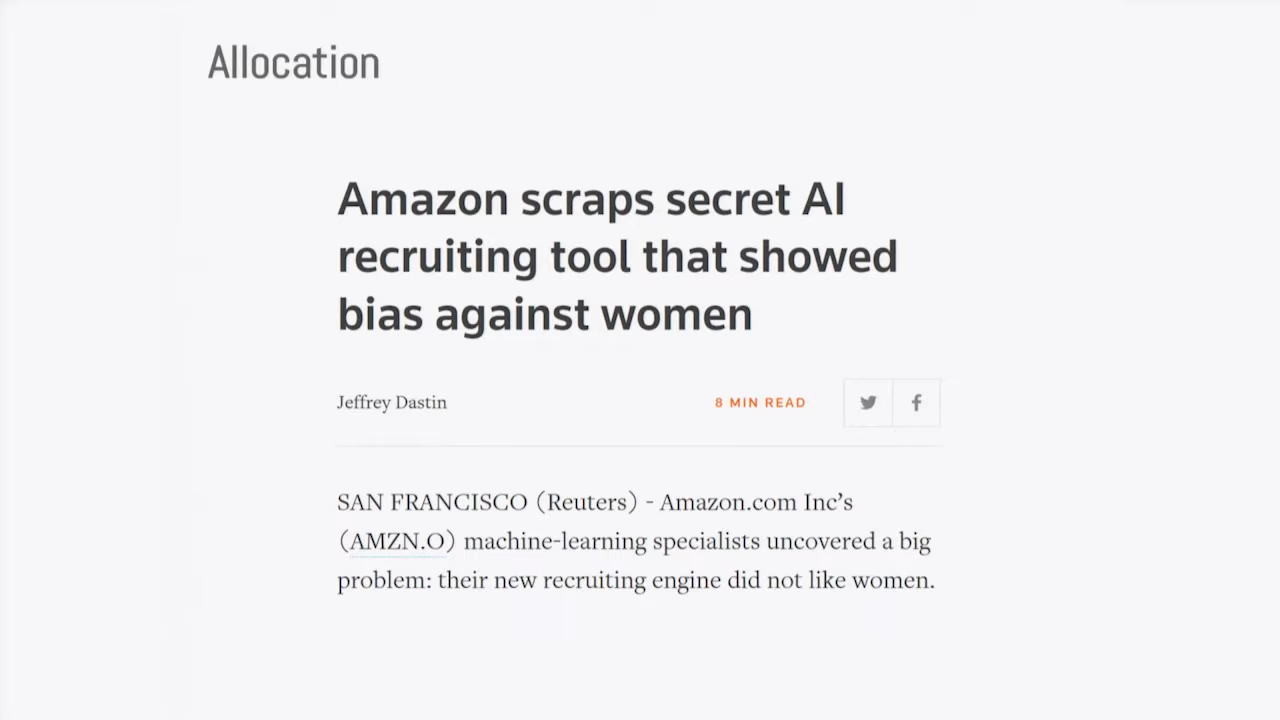 Allocation
Amazon scraps secret AI
recruiting tool that showed
bias against women
Jeffrey Dastin
8 MIN READ
SAN FRANCISCO (Reuters) - Amazon.com Inc’s
(AMZN.O) machine-learning specialists uncovered a big
problem: their new recruiting engine did not like women.